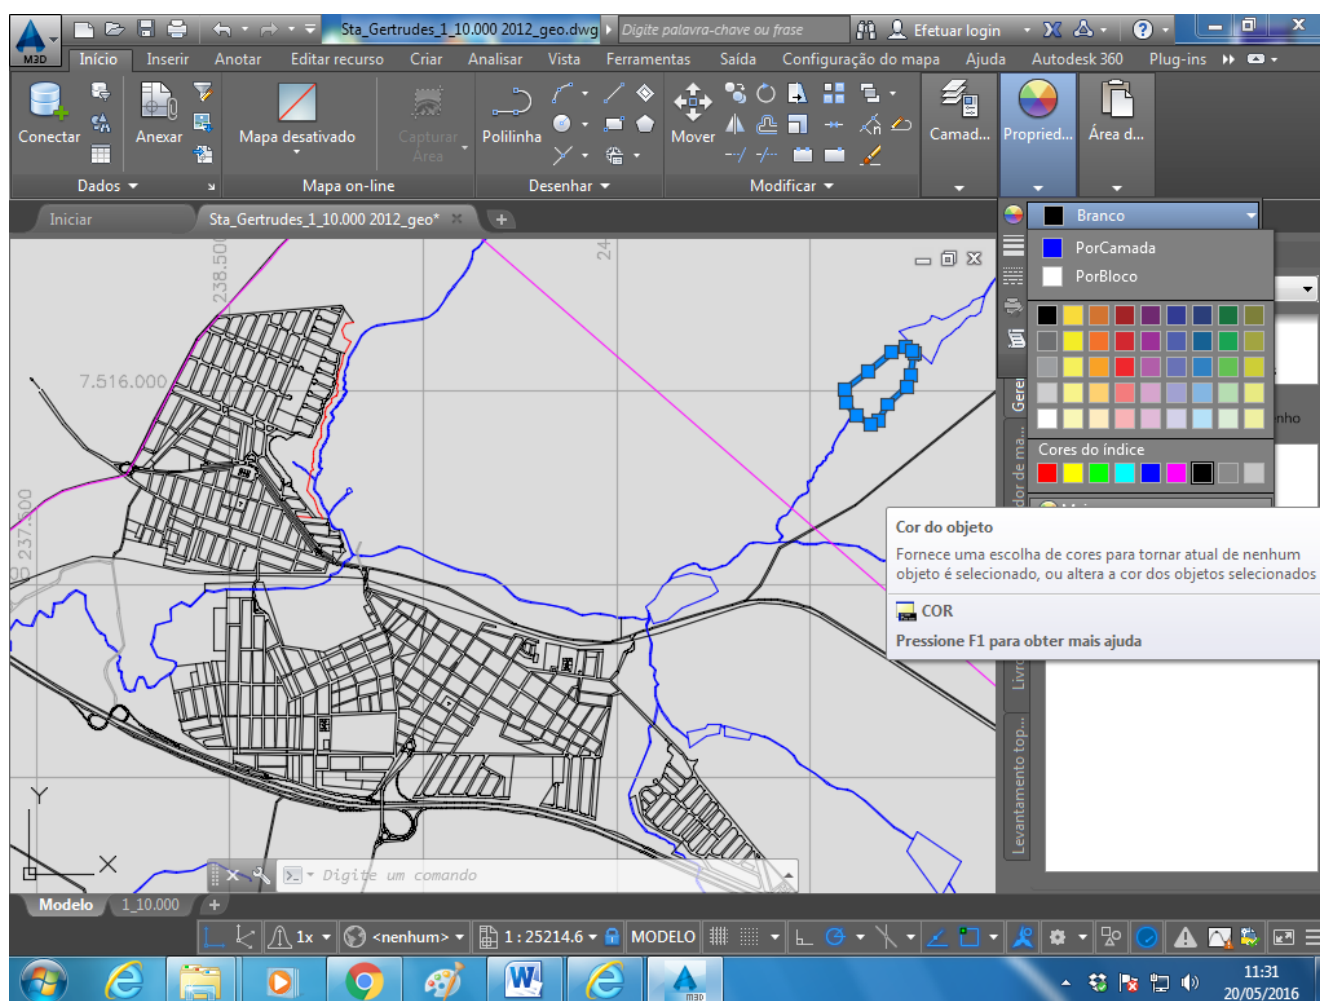 Sta_Gertrudes_1_10.000 2012_geo.dwg
Digite palavra-chave ou frase
Efetuar login
M3D
Início
Inserir
Anotar
Editar recurso
Criar
Analisar
Vista
Ferramentas
Saída
Configuração do mapa
Ajuda
Autodesk 360
Plug-ins
Conectar
Anexar
Mapa desativado
Capturar
Área
Polilinha
Mover
Camad...
Propried...
Área d...
Dados
Mapa on-line
Desenhar
Modificar
Iniciar
Sta_Gertrudes_1_10.000 2012_geo*
Branco
PorCamada
PorBloco
238.500
24
7.516.000
237.500
Cores do índice
Cor do objeto
Fornece uma escolha de cores para tornar atual de nenhum
objeto é selecionado, ou altera a cor dos objetos selecionados
COR
Pressione F1 para obter mais ajuda
Levantamento top...
Y
X
Digite um comando
Modelo
1_10.000
1x
<nenhum>
1 : 25214.6
MODELO
11:31
20/05/2016